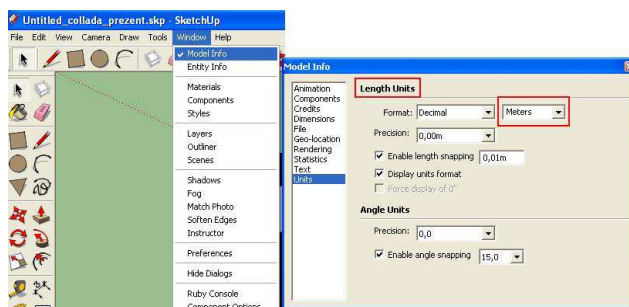 Untitled_collada_prezent.skp - SketchUp
File Edit View Camera Draw Tools Window Help
Model Info
Entity Info
Materials
Components
Styles
Layers
Outliner
Scenes
Shadows
Fog
Match Photo
Soften Edges
Instructor
Preferences
Hide Dialogs
Ruby Console
Component Options
Model Info
Animation
Components
Credits
Dimensions
File
Geo-location
Rendering
Statistics
Text
Units
Length Units
Format: Decimal Meters
Precision: 0,00m
Enable length snapping 0,01m
Display units format
Force display of 0"
Angle Units
Precision: 0,0
Enable angle snapping 15,0